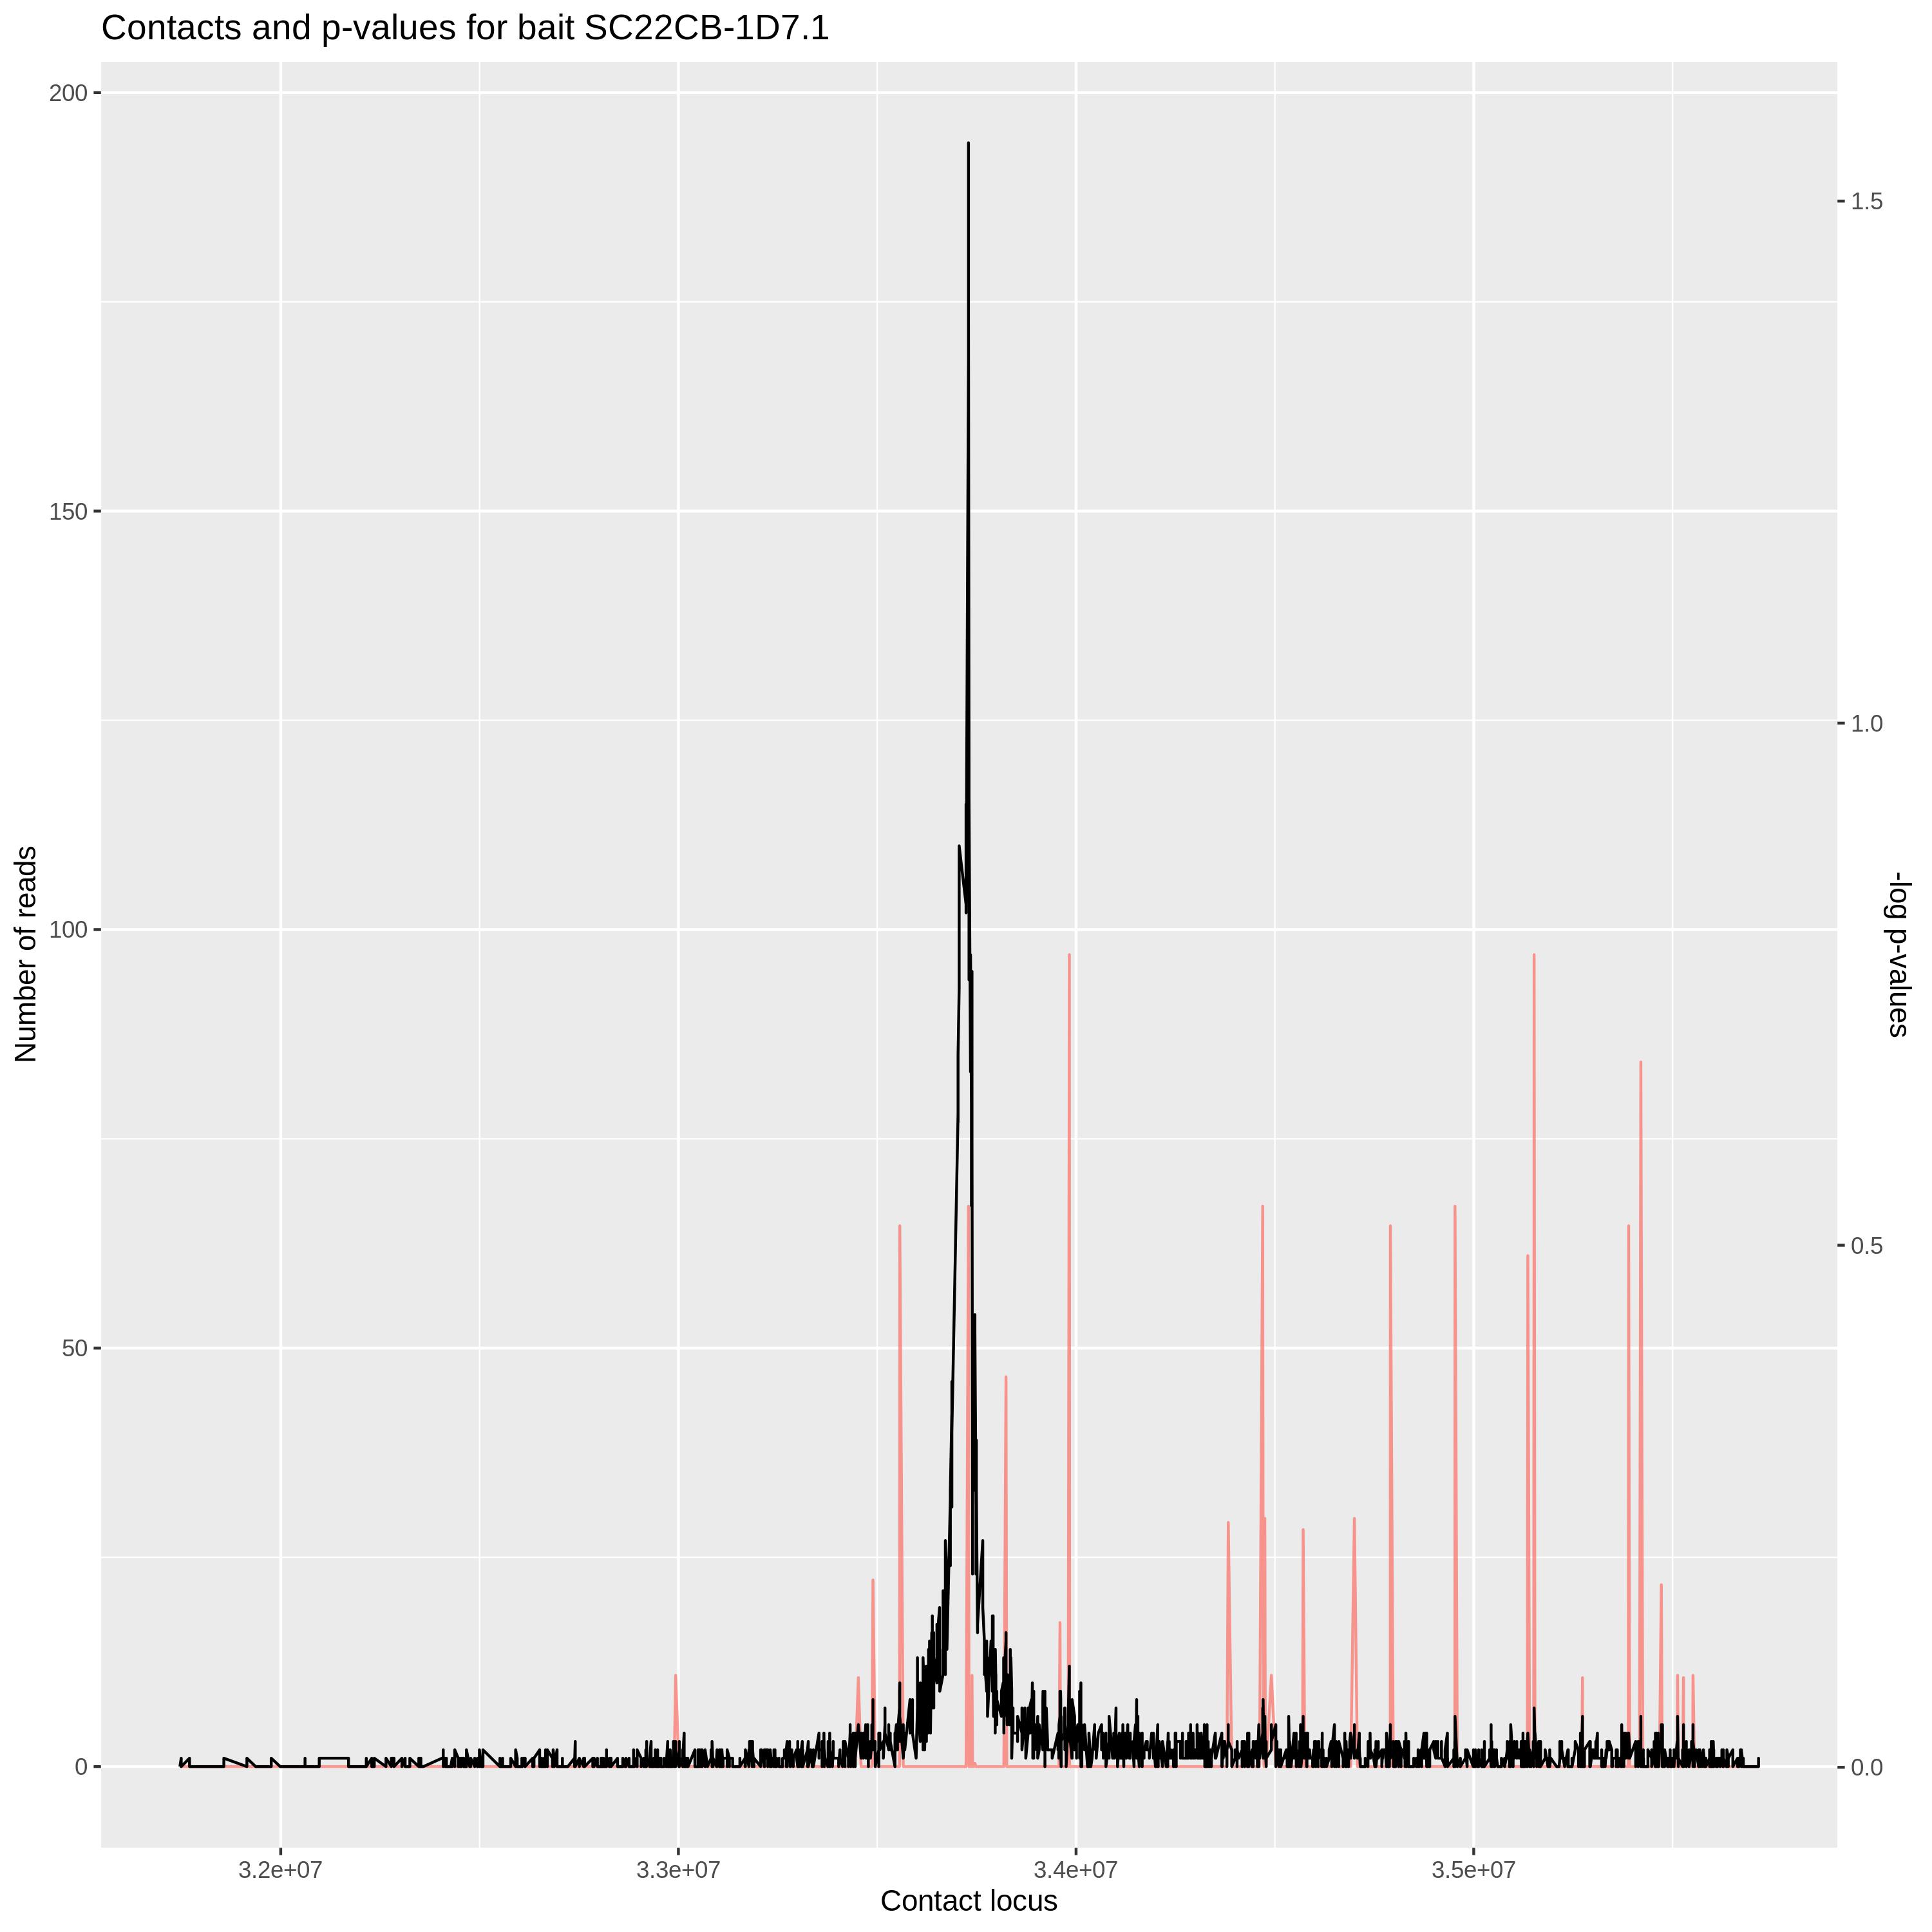 Contacts and p-values for bait SC22CB-1D7.1
200
150
100
50
0
Number of reads
1.5
1.0
0.5
0.0
-log p-values
3.2e+07
3.3e+07
3.4e+07
3.5e+07
Contact locus